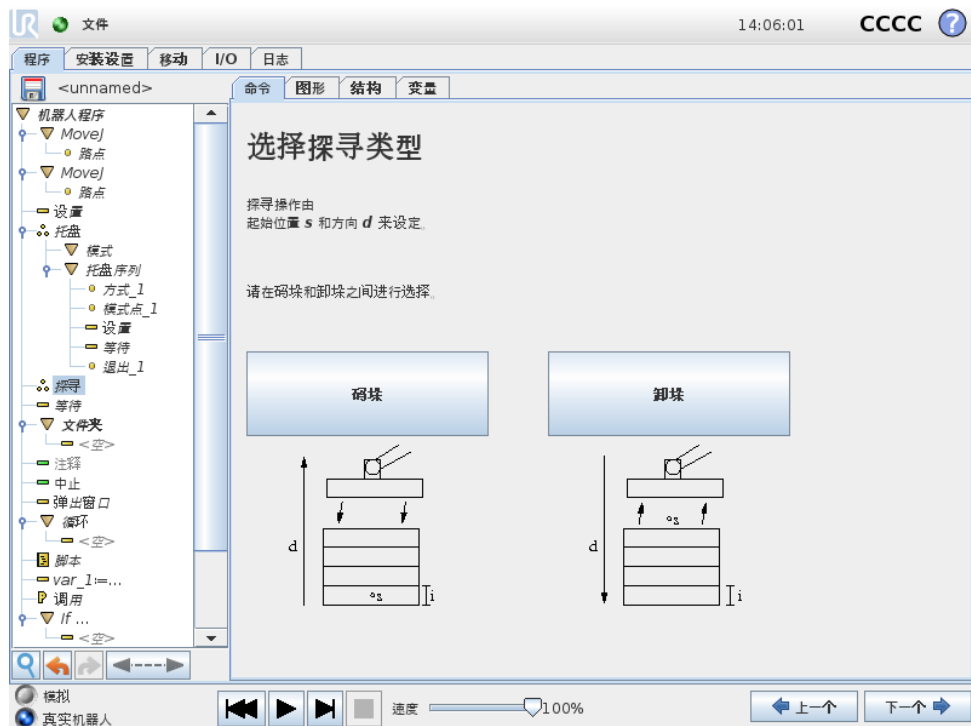 UR 文件 14:06:01 CCCC ?
程序 安装设置 移动 I/O 日志
<unnamed>
命令 图形 结构 变量
机器人程序
MoveJ
路点
MoveJ
路点
设置
托盘
模式
托盘序列
方式_1
模式点_1
设置
等待
退出_1
探寻
等待
文件夹
<空>
注释
中止
弹出窗口
循环
<空>
脚本
var_1≔...
P 调用
If ...
<空>
选择探寻类型
探寻操作由
起始位置 s 和方向 d 来设定。
请在码垛和卸垛之间进行选择。
码垛
卸垛
d
s
i
d
s
i
模拟
真实机器人
速度 100%
上一个 下一个